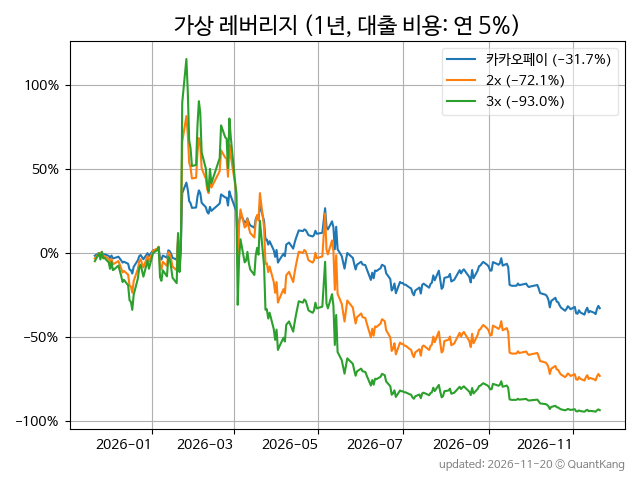 가상 레버리지 (1년, 대출 비용: 연 5%)
카카오페이 (−31.7%)
2x (−72.1%)
3x (−93.0%)
100%
50%
0%
−50%
−100%
2026−01 2026−03 2026−05 2026−07 2026−09 2026−11
updated: 2026-11-20 © QuantKang